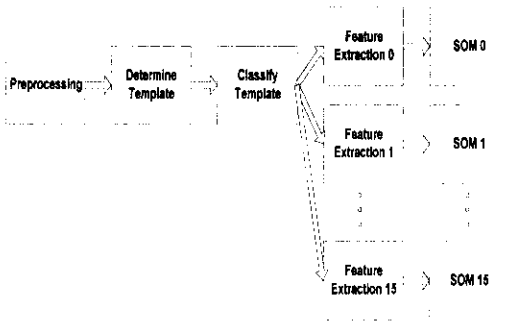 Preprocessing
Determine
Template
Classify
Template
Feature
Extraction 0
SOM 0
Feature
Extraction 1
SOM 1
Feature
Extraction 15
SOM 15